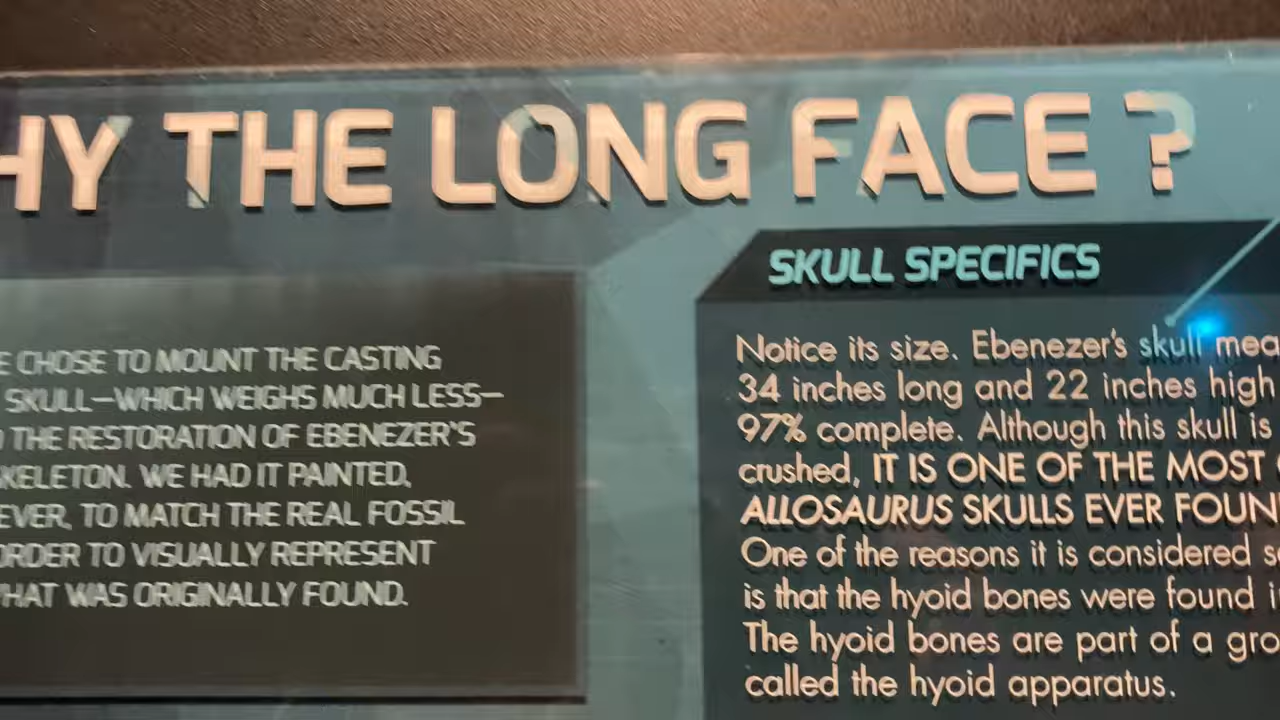 HY THE LONG FACE ?
E CHOSE TO MOUNT THE CASTING
SKULL—WHICH WEIGHS MUCH LESS—
THE RESTORATION OF EBENEZER'S
KELETON. WE HAD IT PAINTED,
EVER, TO MATCH THE REAL FOSSIL
ORDER TO VISUALLY REPRESENT
HAT WAS ORIGINALLY FOUND.
SKULL SPECIFICS
Notice its size. Ebenezer's skull mea
34 inches long and 22 inches high
97% complete. Although this skull is
crushed, IT IS ONE OF THE MOST
ALLOSAURUS SKULLS EVER FOUN
One of the reasons it is considered s
is that the hyoid bones were found i
The hyoid bones are part of a gro
called the hyoid apparatus.